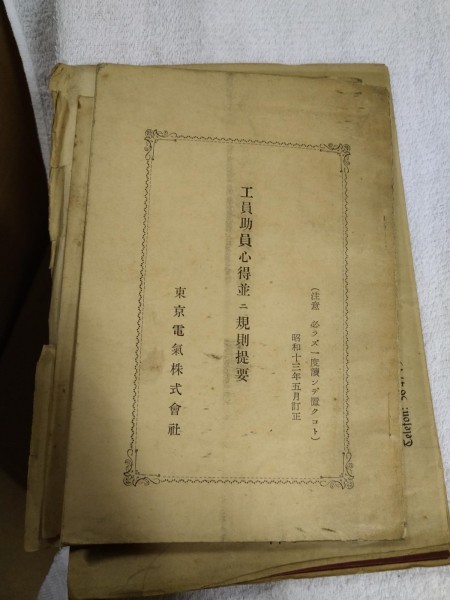 (注意 必ラズ一度讀ンデ置クコト)
昭和十三年五月訂正
工員助員心得並ニ規則提要
東京電氣株式會社
Telefon: